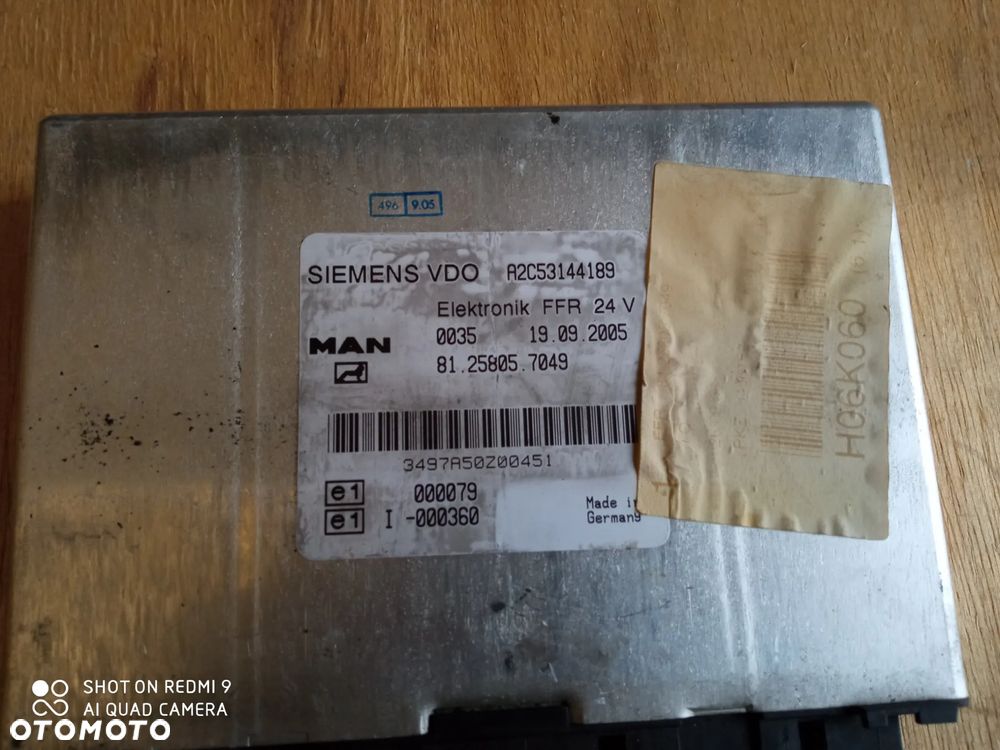 496 9.05
SIEMENS VDO A2C53144189
Elektronik FFR 24 V
MAN 0035 19.09.2005
81.25805.7049
3497A50Z00451
e1 000079
e1 I -000360
Made in
Germany
H0GK060
SHOT ON REDMI 9
AI QUAD CAMERA
OTOMOTO